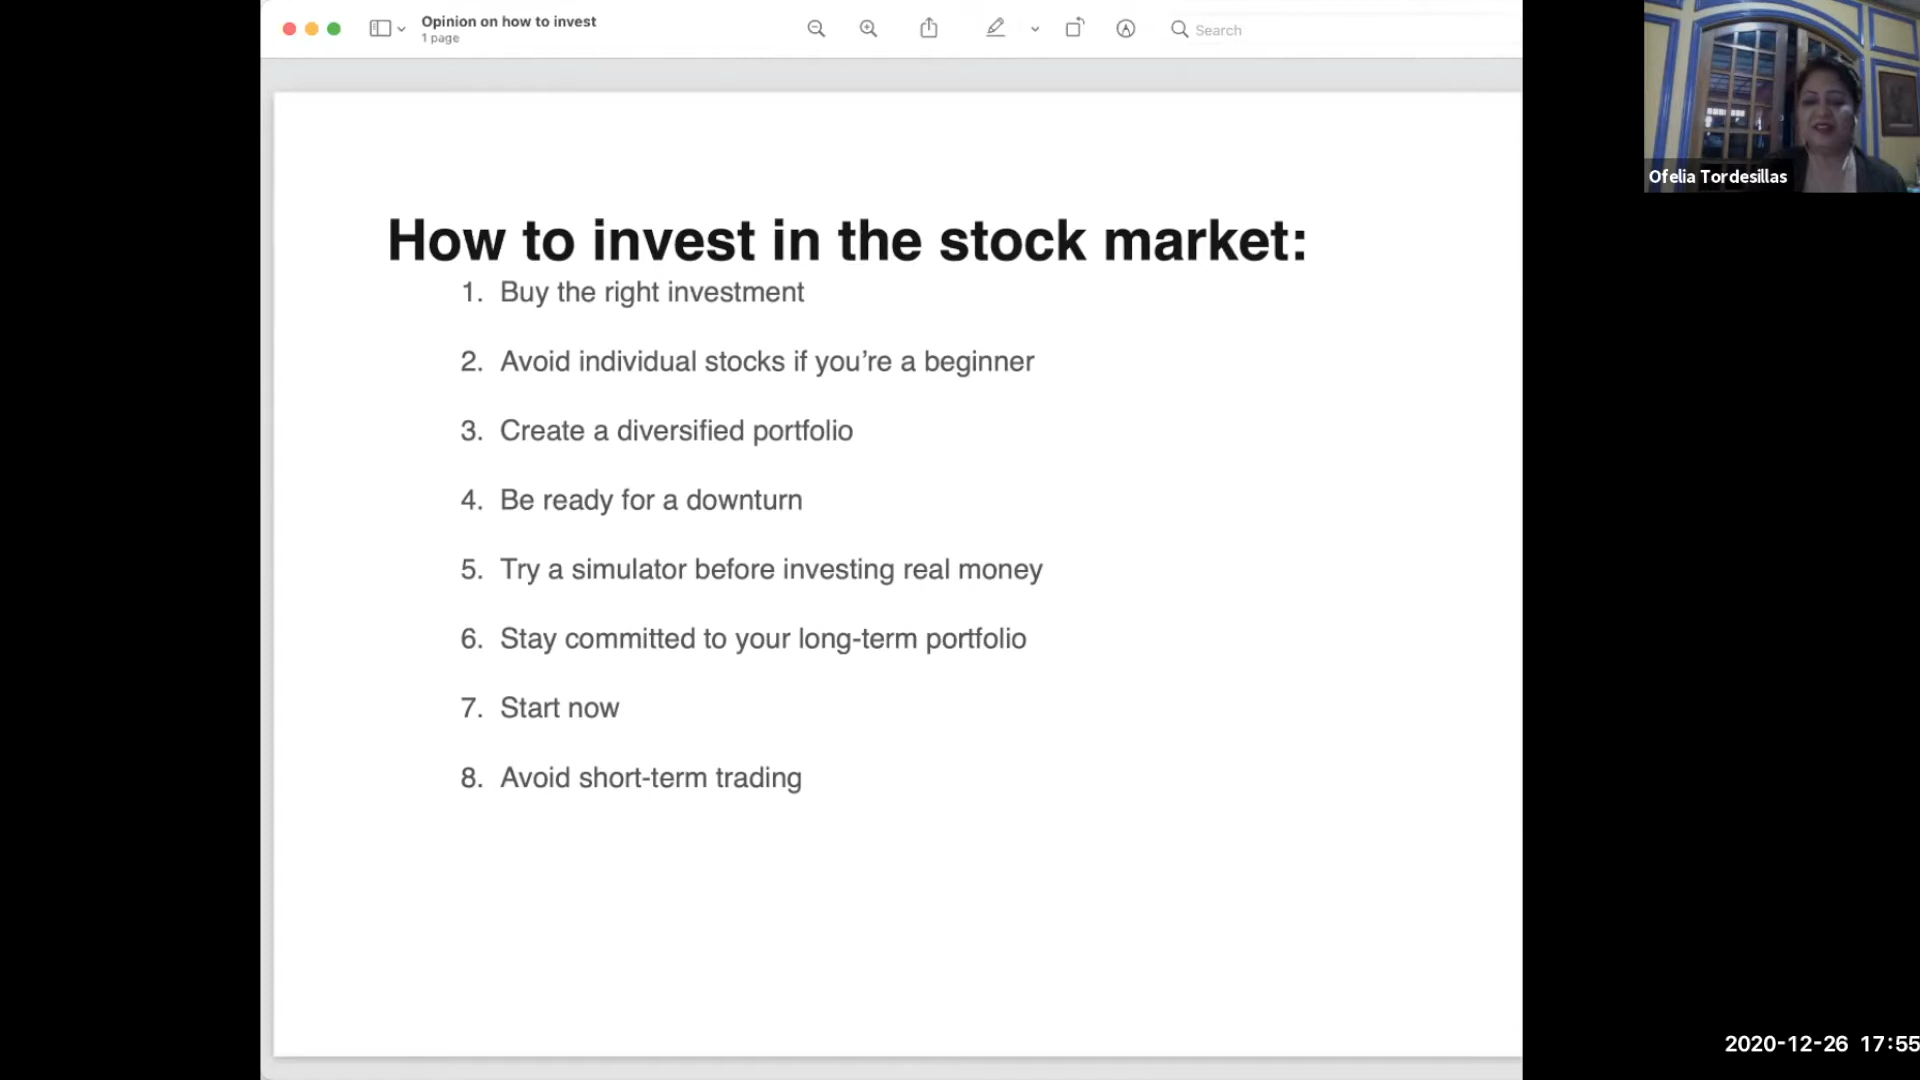 Opinion on how to invest
1 page
Search
Ofelia Tordesillas
How to invest in the stock market:
1. Buy the right investment
2. Avoid individual stocks if you’re a beginner
3. Create a diversified portfolio
4. Be ready for a downturn
5. Try a simulator before investing real money
6. Stay committed to your long-term portfolio
7. Start now
8. Avoid short-term trading
2020-12-26 17:55